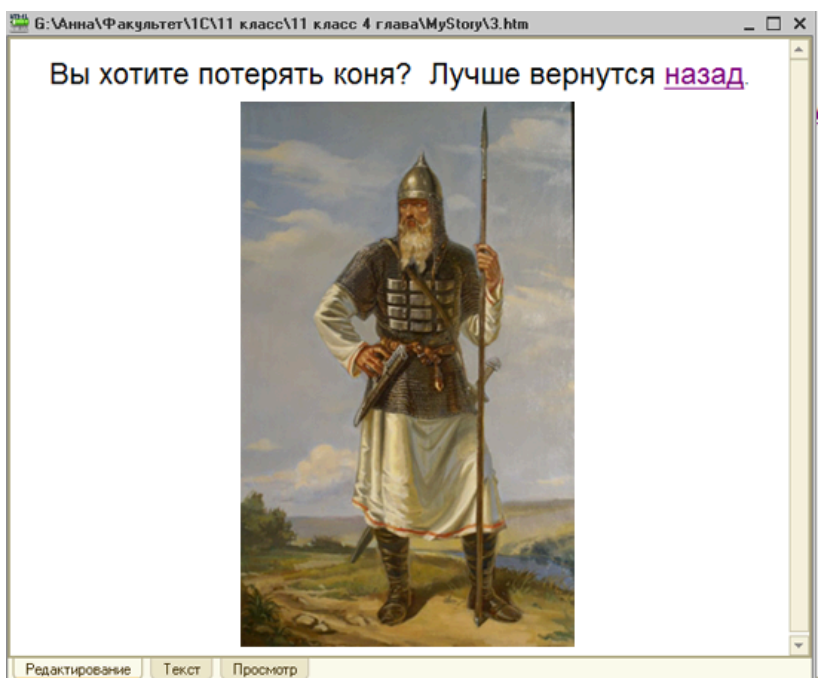 G:\Анна\Факультет\1С\11 класс\11 класс 4 глава\MyStory\3.htm
Вы хотите потерять коня?  Лучше вернутся назад.
Редактирование Текст Просмотр